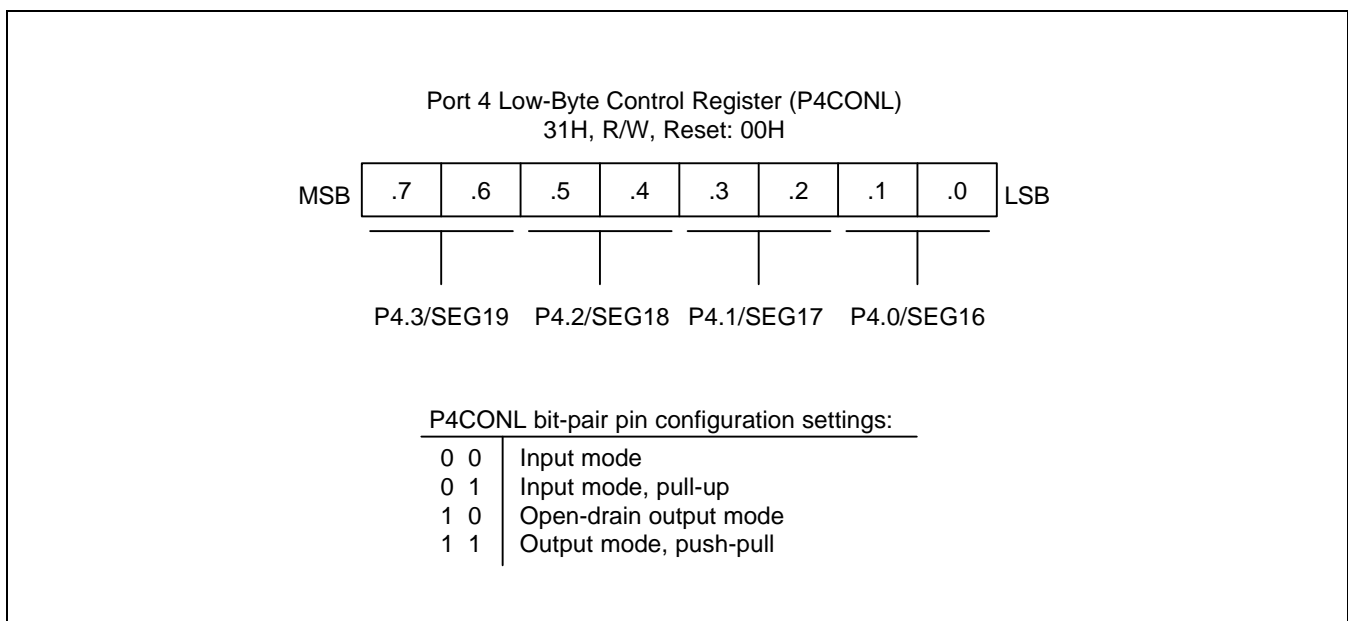 Port 4 Low-Byte Control Register (P4CONL)
31H, R/W, Reset: 00H
MSB .7 .6 .5 .4 .3 .2 .1 .0 LSB
P4.3/SEG19 P4.2/SEG18 P4.1/SEG17 P4.0/SEG16
P4CONL bit-pair pin configuration settings:
0 0 Input mode
0 1 Input mode, pull-up
1 0 Open-drain output mode
1 1 Output mode, push-pull